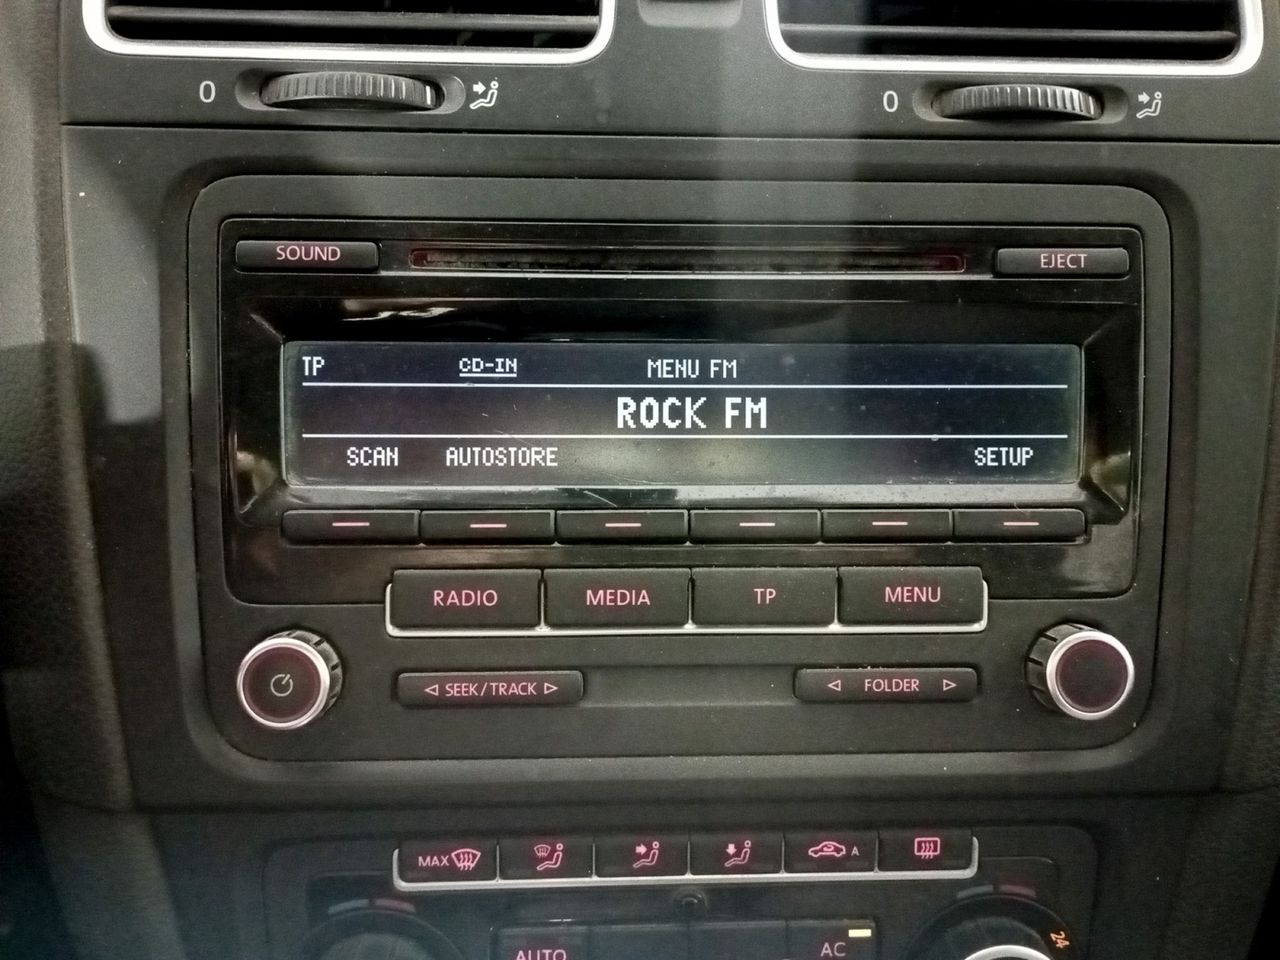 0
0
SOUND
EJECT
TP CD-IN MENU FM
ROCK FM
SCAN AUTOSTORE SETUP
RADIO MEDIA TP MENU
SEEK/TRACK
FOLDER
MAX
A
AUTO
AC
24